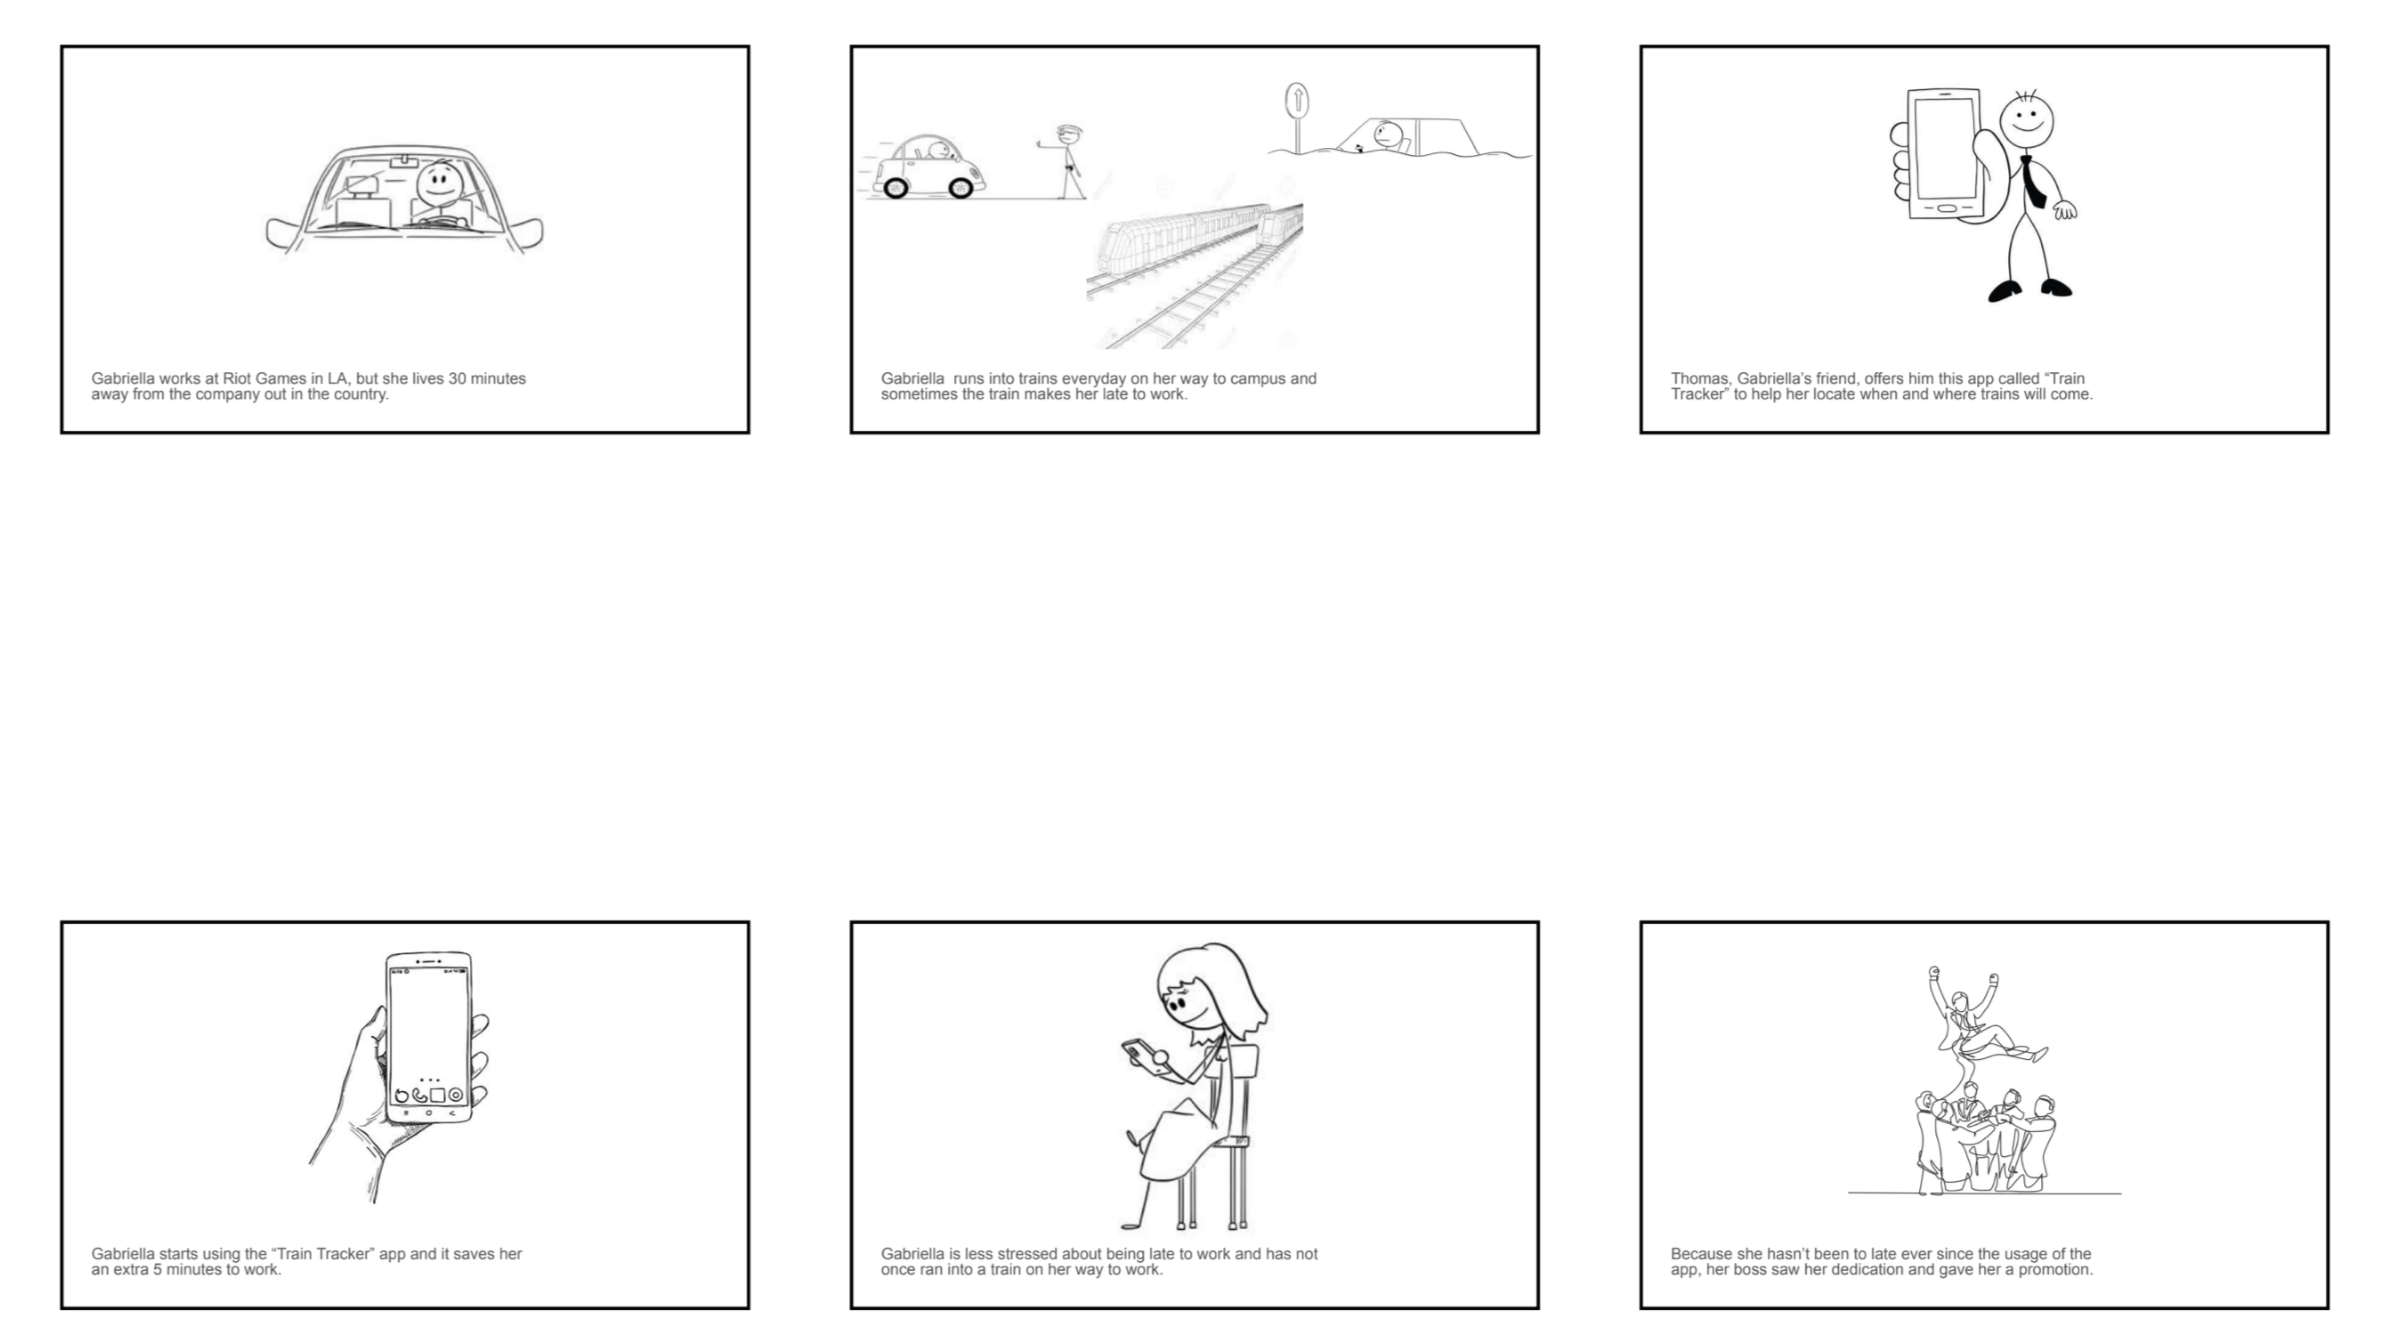 Gabriella works at Riot Games in LA, but she lives 30 minutes
away from the company out in the country.
Gabriella  runs into trains everyday on her way to campus and
sometimes the train makes her late to work.
Thomas, Gabriella's friend, offers him this app called “Train
Tracker” to help her locate when and where trains will come.
Gabriella starts using the “Train Tracker” app and it saves her
an extra 5 minutes to work.
Gabriella is less stressed about being late to work and has not
once ran into a train on her way to work.
Because she hasn't been to late ever since the usage of the
app, her boss saw her dedication and gave her a promotion.